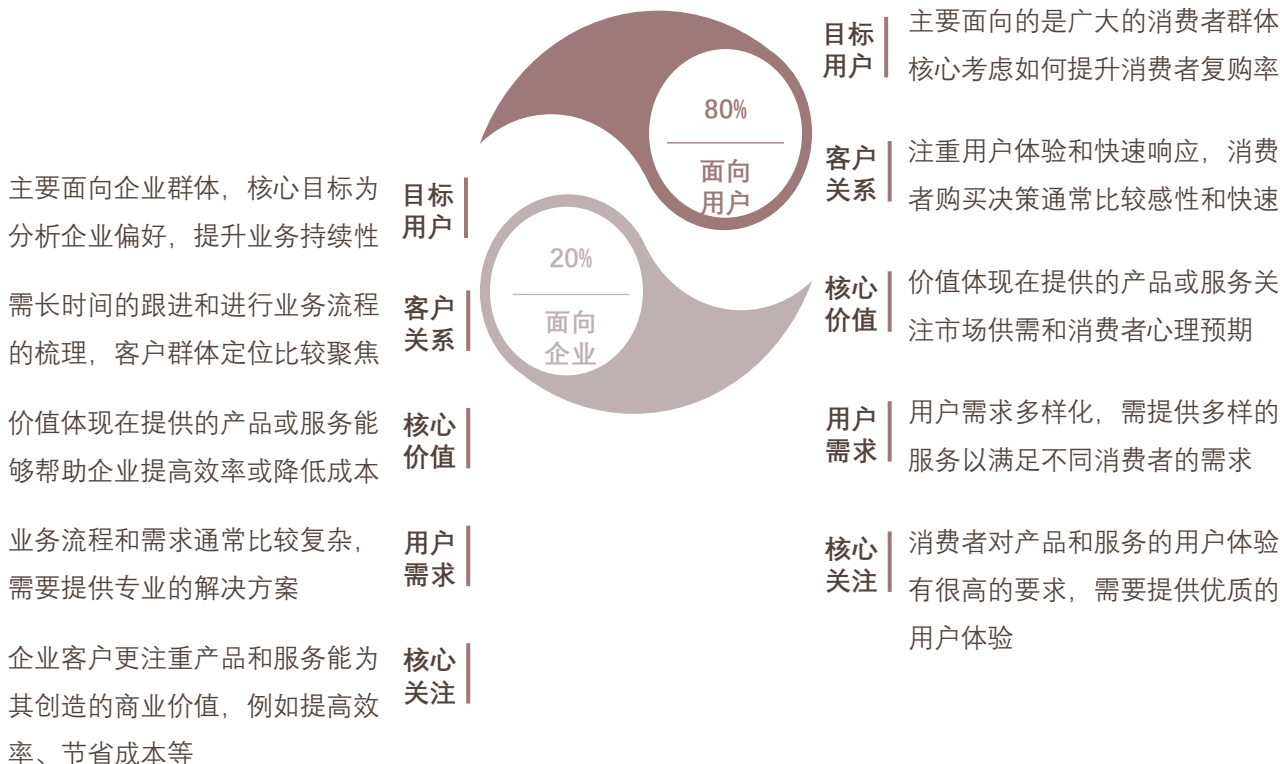 80%
面向
用户
20%
面向
企业
目标
用户
主要面向的是广大的消费者群体
核心考虑如何提升消费者复购率
客户
关系
注重用户体验和快速响应，消费
者购买决策通常比较感性和快速
核心
价值
价值体现在提供的产品或服务关
注市场供需和消费者心理预期
用户
需求
用户需求多样化，需提供多样的
服务以满足不同消费者的需求
核心
关注
消费者对产品和服务的用户体验
有很高的要求，需要提供优质的
用户体验
主要面向企业群体，核心目标为
分析企业偏好，提升业务持续性
目标
用户
需长时间的跟进和进行业务流程
的梳理，客户群体定位比较聚焦
客户
关系
价值体现在提供的产品或服务能
够帮助企业提高效率或降低成本
核心
价值
业务流程和需求通常比较复杂，
需要提供专业的解决方案
用户
需求
企业客户更注重产品和服务能为
其创造的商业价值，例如提高效
率、节省成本等
核心
关注